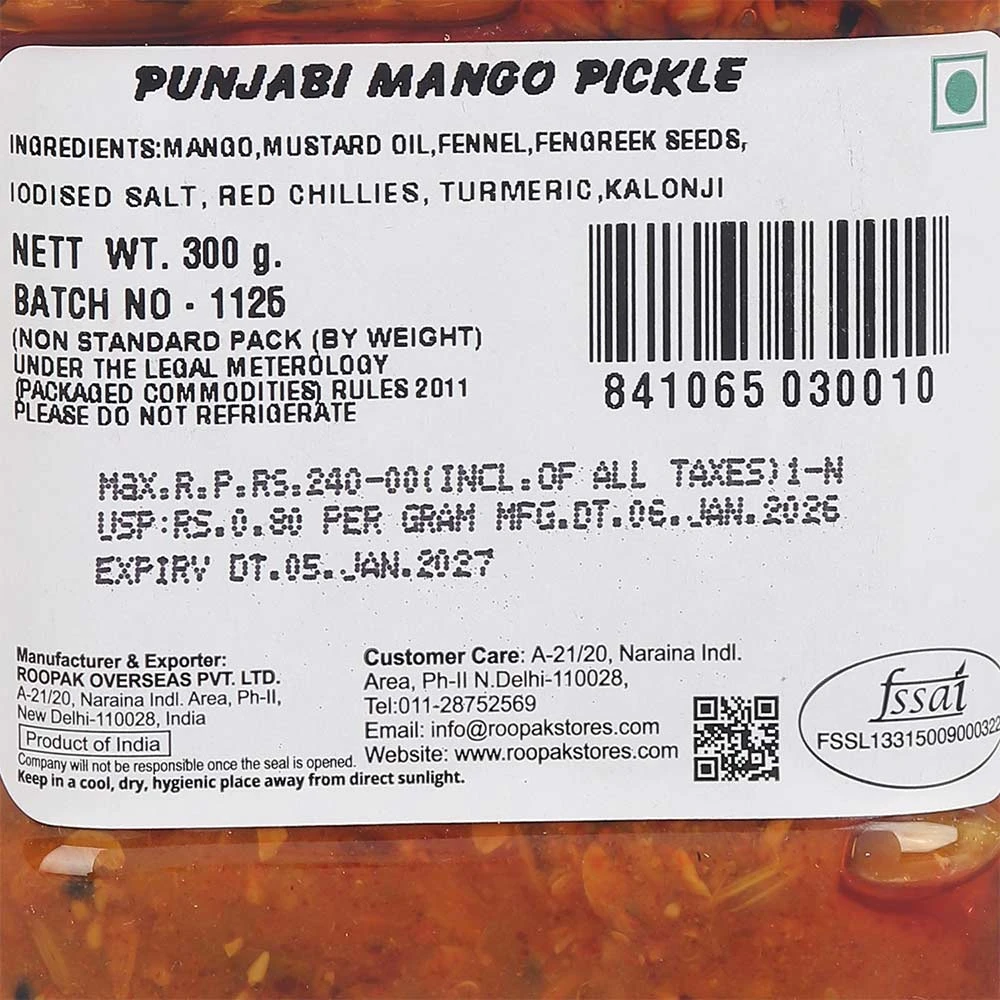 PUNJABI MANGO PICKLE
INGREDIENTS:MANGO,MUSTARD OIL,FENNEL,FENGREEK SEEDS,
IODISED SALT, RED CHILLIES, TURMERIC,KALONJI
NETT WT. 300 g.
BATCH NO - 1125
(NON STANDARD PACK (BY WEIGHT)
UNDER THE LEGAL METEROLOGY
(PACKAGED COMMODITIES) RULES 2011
PLEASE DO NOT REFRIGERATE
841065 030010
MaX.R.P.RS.240-00(INCL.OF ALL TAXES)1-N
USP:RS.0.80 PER GRAM MFG.DT.06.JAN.2026
EXPIRY DT.05.JAN.2027
Manufacturer & Exporter:
ROOPAK OVERSEAS PVT. LTD.
A-21/20, Naraina Indl. Area, Ph-II,
New Delhi-110028, India
Product of India
Company will not be responsible once the seal is opened.
Keep in a cool, dry, hygienic place away from direct sunlight.
Customer Care: A-21/20, Naraina Indl.
Area, Ph-II N.Delhi-110028,
Tel:011-28752569
Email: info@roopakstores.com
Website: www.roopakstores.com
fssai
FSSL13315009000322